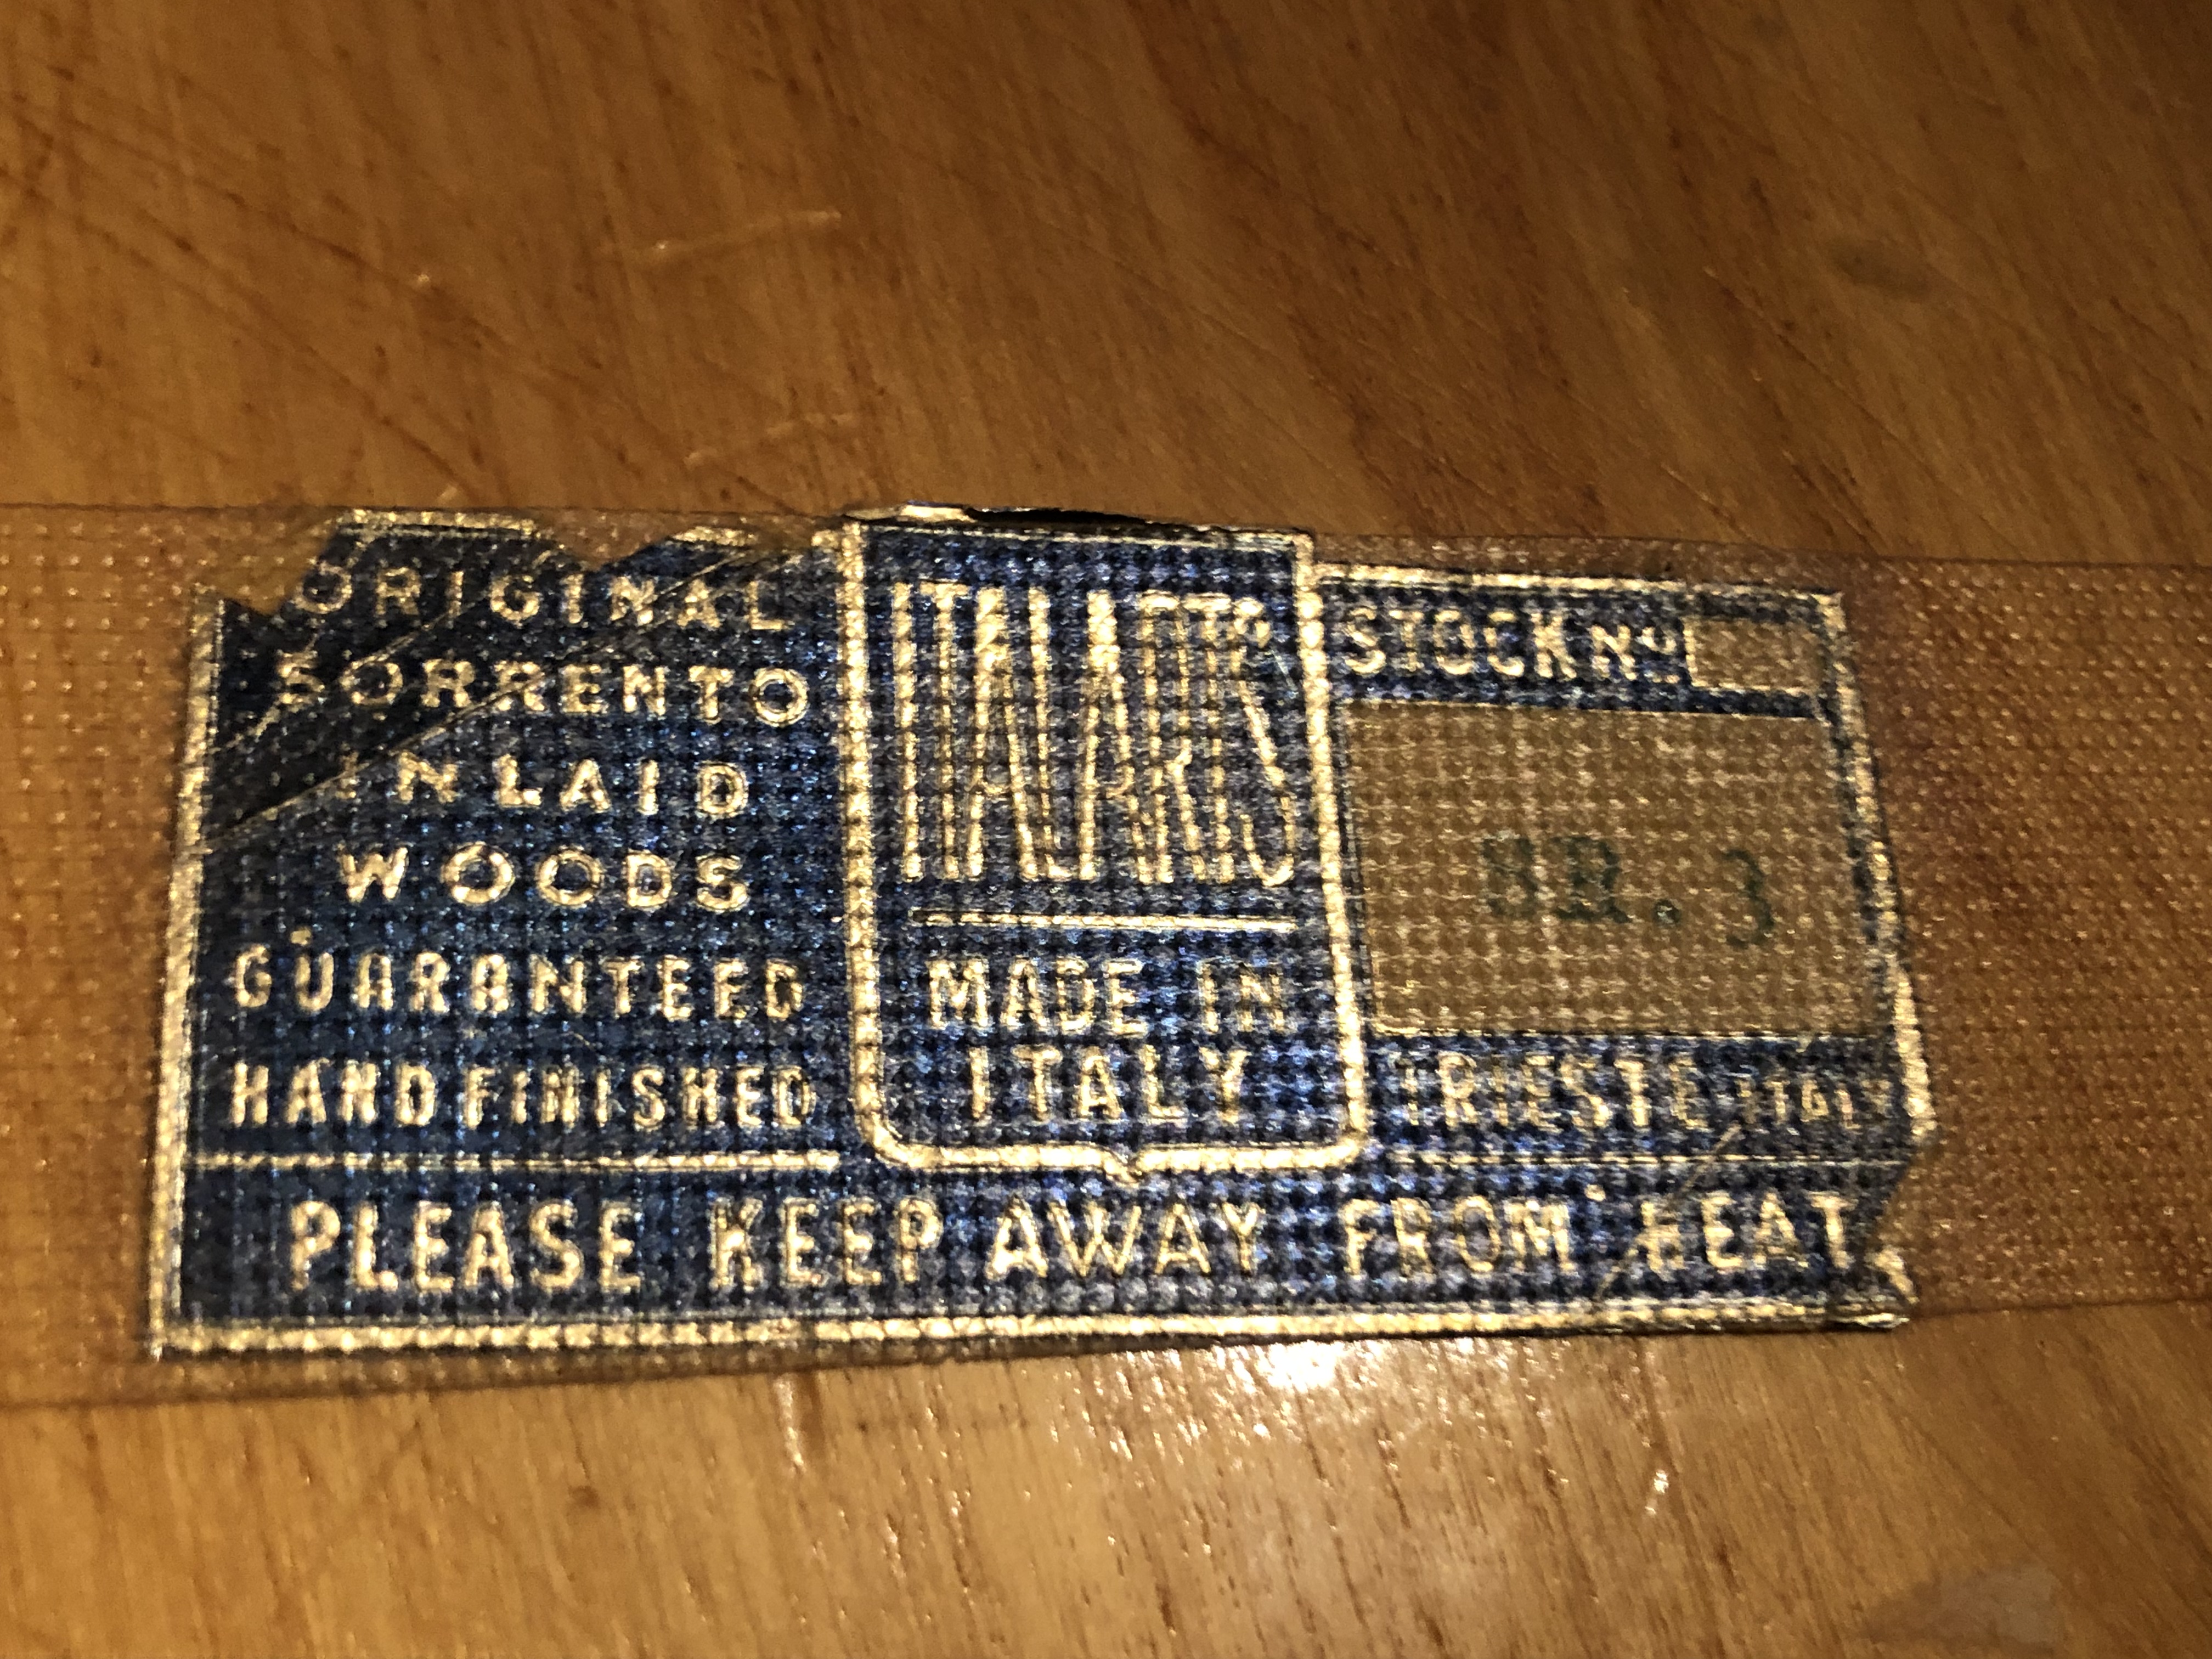 ORIGINAL
SORRENTO
INLAID
WOODS
GUARANTEED
HAND FINISHED
ITALARTS
MADE IN
ITALY
STOCK No
3
TRIESTE ITALY
PLEASE KEEP AWAY FROM HEAT